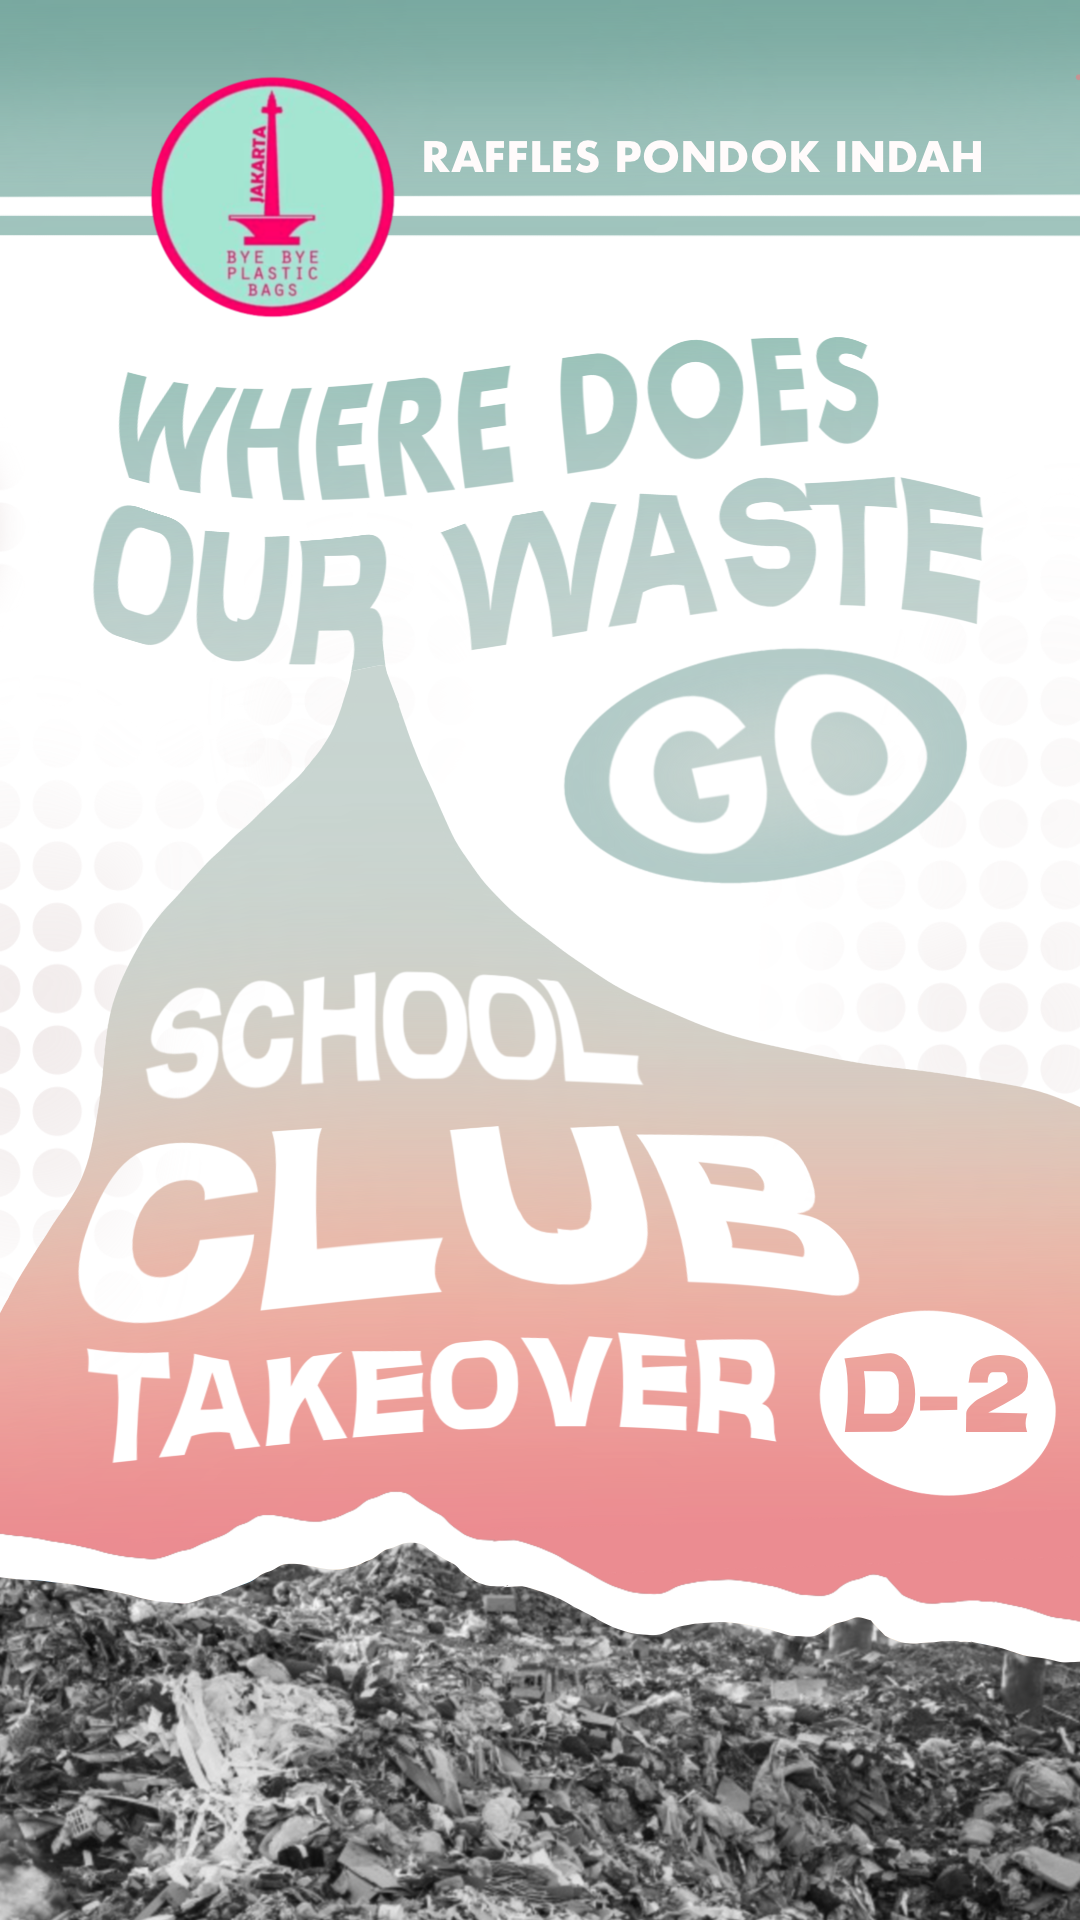 JAKARTA
BYE BYE
PLASTIC
BAGS
RAFFLES PONDOK INDAH
WHERE DOES
OUR WASTE
GO
SCHOOL
CLUB
TAKEOVER D-2